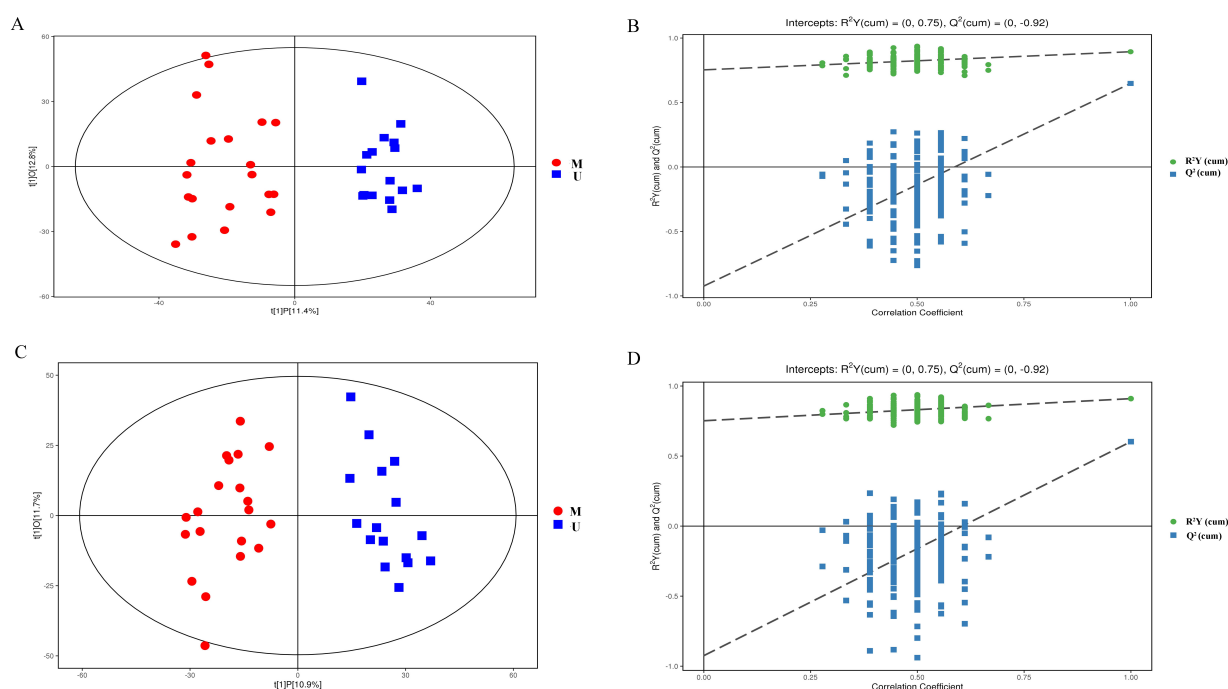 A
60
30
0
-30
-60
t[1]O[12.8%]
-40
0
40
t[1]P[11.4%]
M
U
B
Intercepts: R²Y(cum) = (0, 0.75), Q²(cum) = (0, -0.92)
1.0
0.5
0.0
-0.5
-1.0
R²Y(cum) and Q²(cum)
0.00
0.25
0.50
0.75
1.00
Correlation Coefficient
R²Y (cum)
Q² (cum)
C
50
25
0
-25
-50
t[1]O[11.7%]
-60
-30
0
30
60
t[1]P[10.9%]
M
U
D
Intercepts: R²Y(cum) = (0, 0.75), Q²(cum) = (0, -0.92)
1.0
0.5
0.0
-0.5
-1.0
R²Y(cum) and Q²(cum)
0.00
0.25
0.50
0.75
1.00
Correlation Coefficient
R²Y (cum)
Q² (cum)